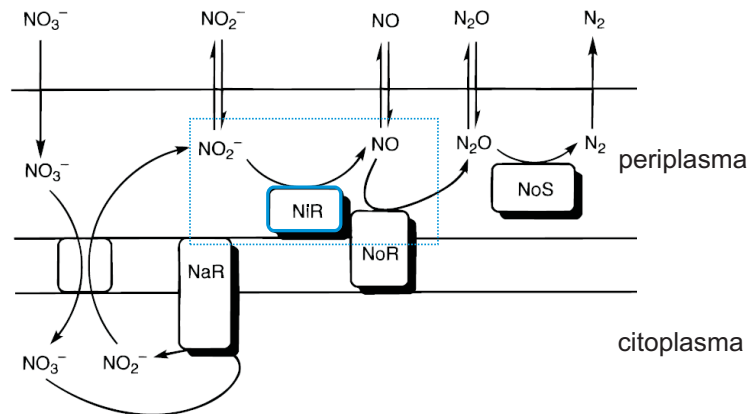 NO₃⁻ NO₂⁻ NO N₂O N₂
NO₂⁻ NO N₂O N₂
NO₃⁻
periplasma
NoS
NiR
NoR
NaR
citoplasma
NO₃⁻ NO₂⁻